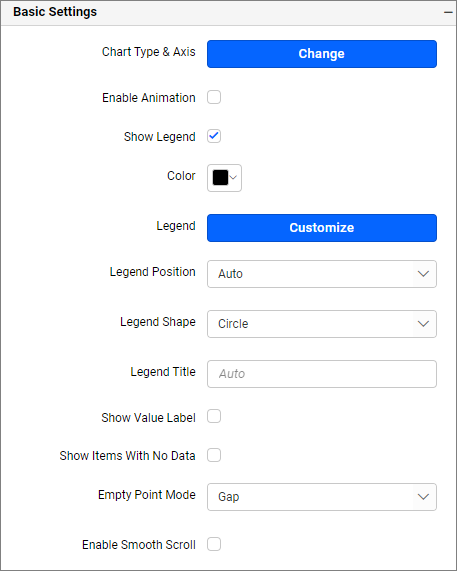 Basic Settings
Chart Type & Axis Change
Enable Animation
Show Legend
Color
Legend Customize
Legend Position Auto
Legend Shape Circle
Legend Title Auto
Show Value Label
Show Items With No Data
Empty Point Mode Gap
Enable Smooth Scroll